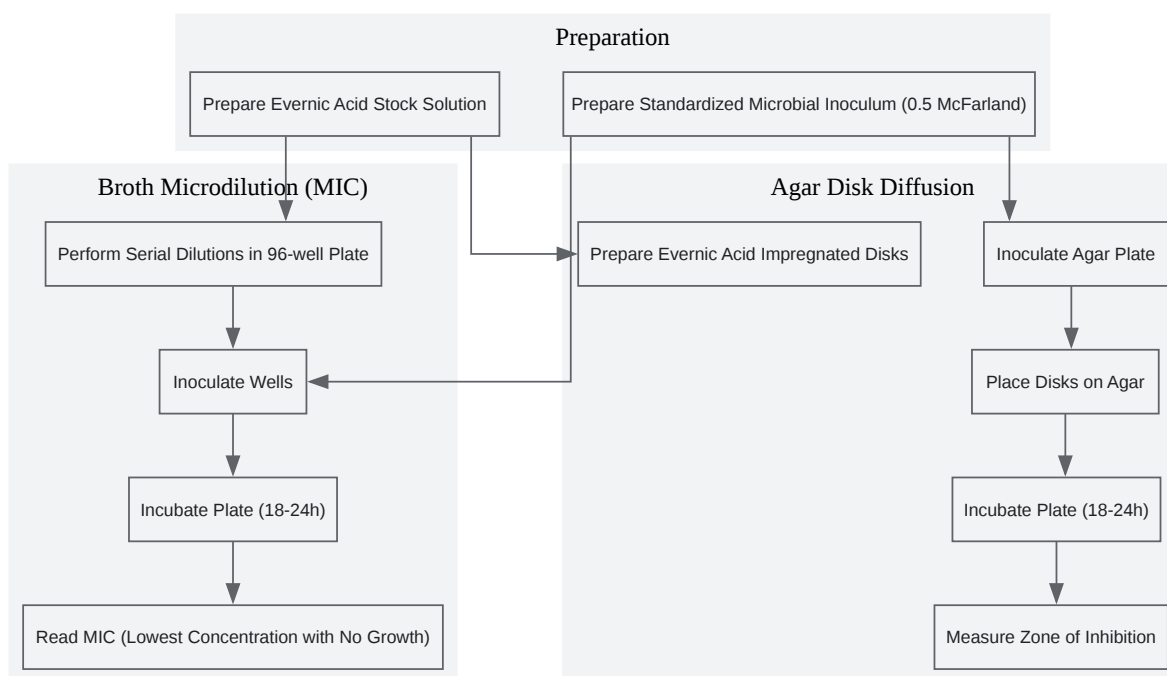 Preparation
Prepare Evernic Acid Stock Solution
Prepare Standardized Microbial Inoculum (0.5 McFarland)
Broth Microdilution (MIC)
Agar Disk Diffusion
Perform Serial Dilutions in 96-well Plate
Prepare Evernic Acid Impregnated Disks
Inoculate Agar Plate
Inoculate Wells
Place Disks on Agar
Incubate Plate (18-24h)
Incubate Plate (18-24h)
Read MIC (Lowest Concentration with No Growth)
Measure Zone of Inhibition